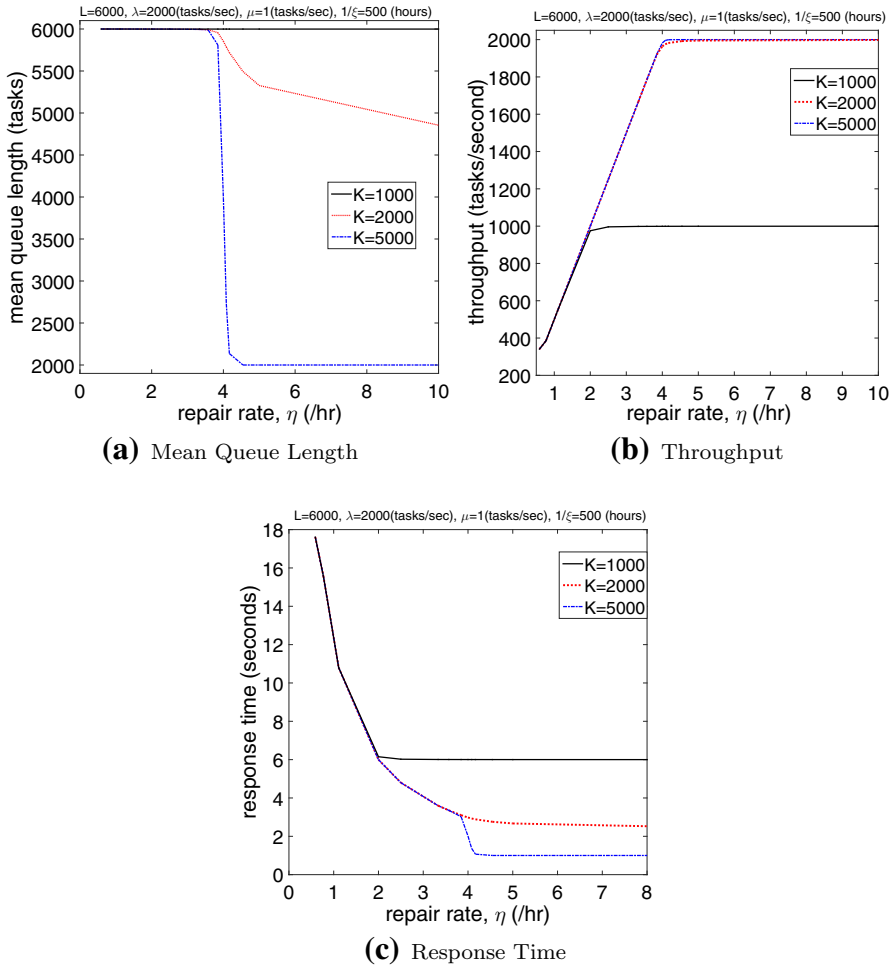 L=6000, λ=2000(tasks/sec), μ=1(tasks/sec), 1/ξ=500 (hours)
6000
5500
5000
4500
4000
3500
3000
2500
2000
mean queue length (tasks)
K=1000
K=2000
K=5000
0 2 4 6 8 10
repair rate, η (/hr)
(a) Mean Queue Length
L=6000, λ=2000(tasks/sec), μ=1(tasks/sec), 1/ξ=500 (hours)
2000
1800
1600
1400
1200
1000
800
600
400
200
throughput (tasks/second)
K=1000
K=2000
K=5000
1 2 3 4 5 6 7 8 9 10
repair rate, η (/hr)
(b) Throughput
L=6000, λ=2000(tasks/sec), μ=1(tasks/sec), 1/ξ=500 (hours)
18
16
14
12
10
8
6
4
2
0
response time (seconds)
K=1000
K=2000
K=5000
0 1 2 3 4 5 6 7 8
repair rate, η (/hr)
(c) Response Time